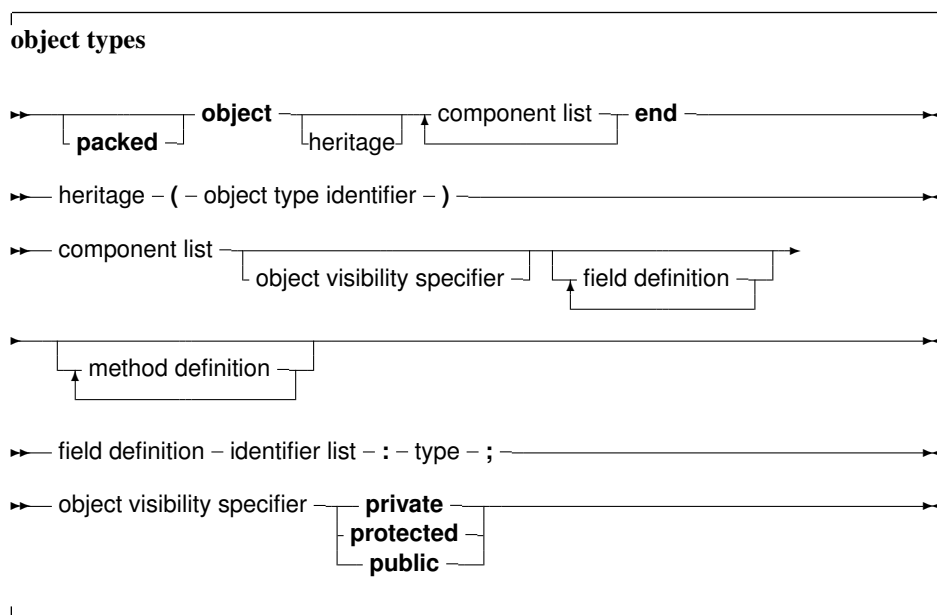 object types
object heritage component list end
packed
heritage ( object type identifier )
component list
object visibility specifier field definition
method definition
field definition identifier list : type ;
object visibility specifier private
protected
public